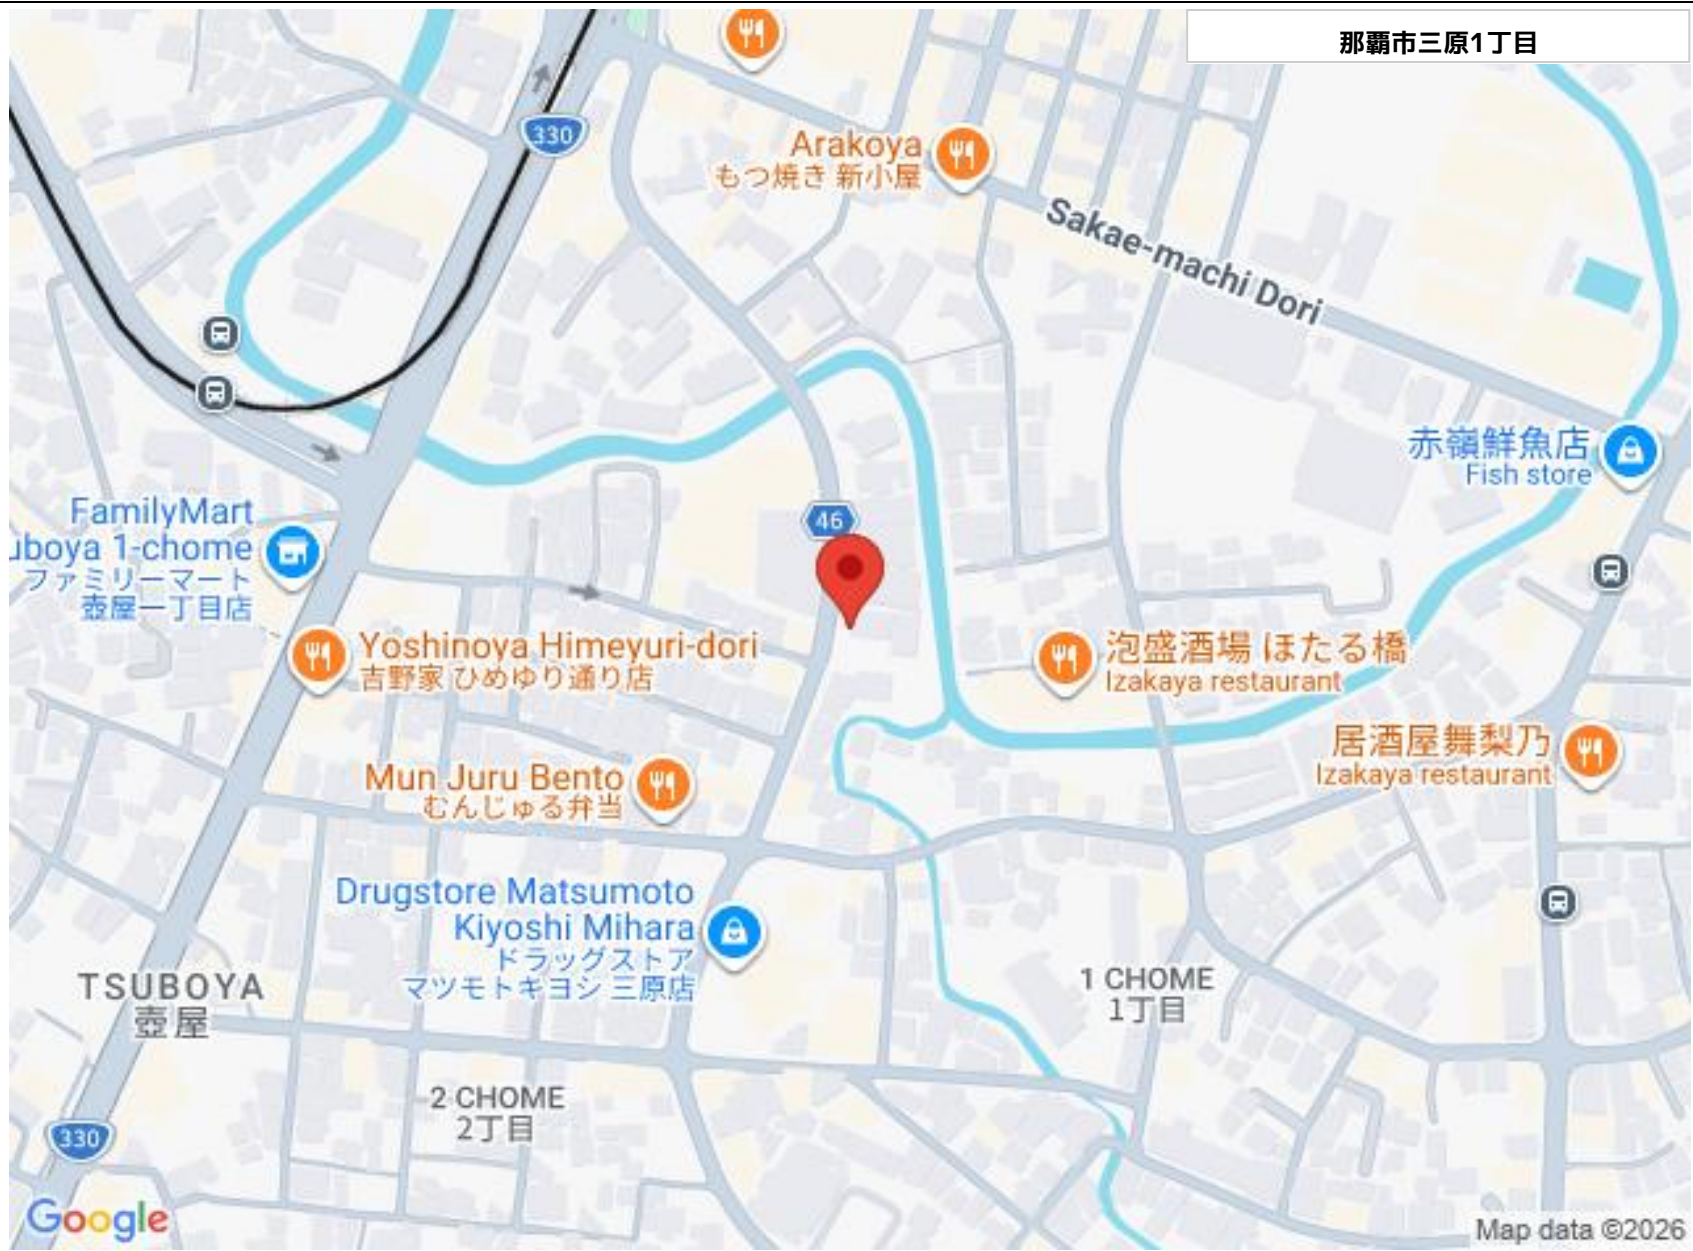 那覇市三原1丁目
330
Arakoya
もつ焼き 新小屋
Sakae-machi Dori
赤嶺鮮魚店
Fish store
46
FamilyMart
uboya 1-chome
ファミリーマート
壺屋一丁目店
Yoshinoya Himeyuri-dori
吉野家 ひめゆり通り店
泡盛酒場 ほたる橋
Izakaya restaurant
居酒屋舞梨乃
Izakaya restaurant
Mun Juru Bento
むんじゅる弁当
Drugstore Matsumoto
Kiyoshi Mihara
ドラッグストア
マツモトキヨシ 三原店
TSUBOYA
壺屋
1 CHOME
1丁目
2 CHOME
2丁目
330
Google
Map data ©2026